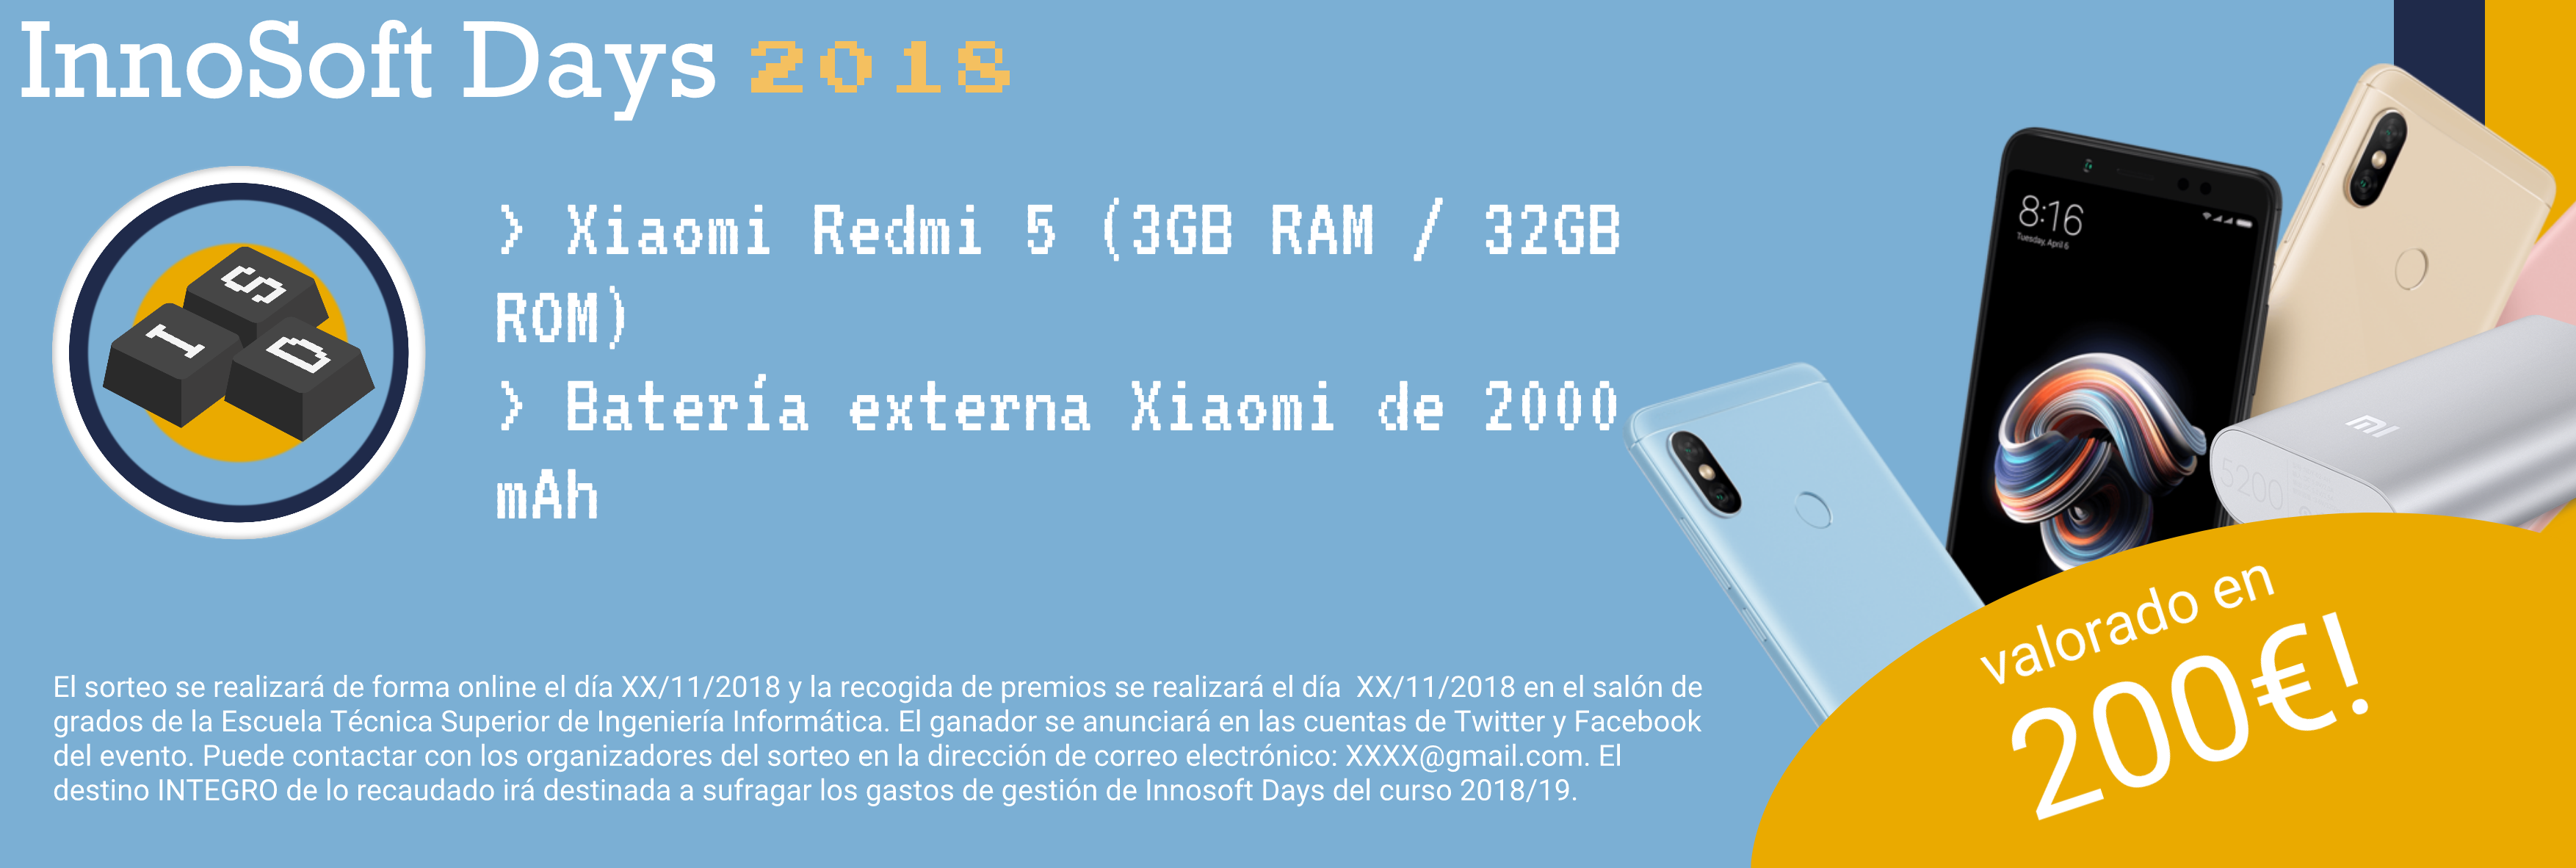 InnoSoft Days 2018
S
I D
> Xiaomi Redmi 5 (3GB RAM / 32GB
ROM)
> Batería externa Xiaomi de 2000
mAh
8:16
Tuesday, April 6
mi
5200
valorado en
200€!
El sorteo se realizará de forma online el día XX/11/2018 y la recogida de premios se realizará el día  XX/11/2018 en el salón de
grados de la Escuela Técnica Superior de Ingeniería Informática. El ganador se anunciará en las cuentas de Twitter y Facebook
del evento. Puede contactar con los organizadores del sorteo en la dirección de correo electrónico: XXXX@gmail.com. El
destino INTEGRO de lo recaudado irá destinada a sufragar los gastos de gestión de Innosoft Days del curso 2018/19.